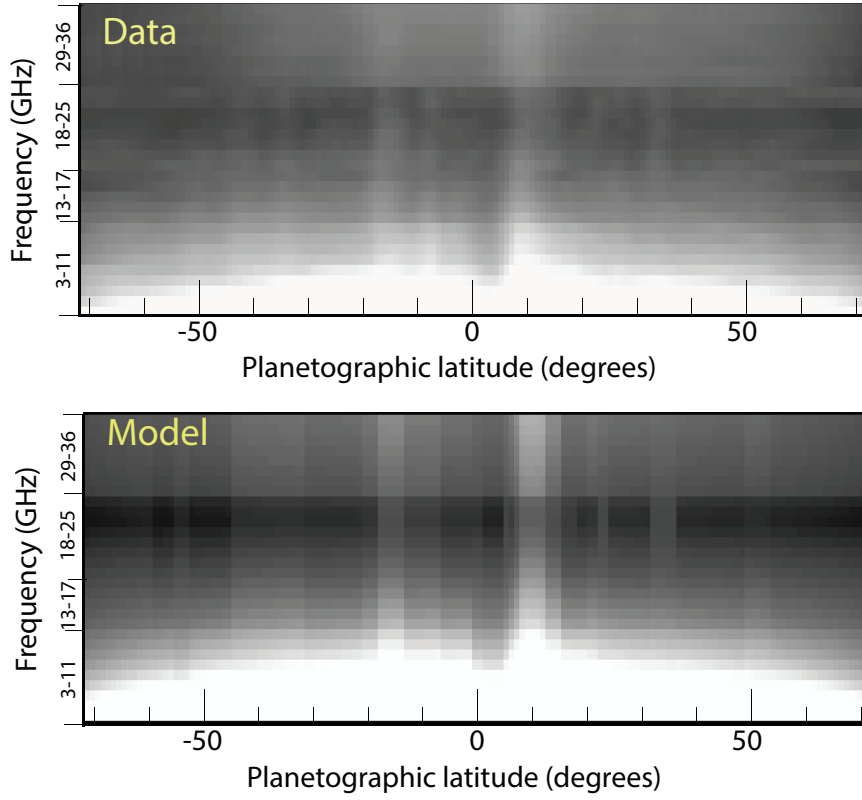 Data
Frequency (GHz)
29-36
18-25
13-17
3-11
-50
0
50
Planetographic latitude (degrees)
Model
Frequency (GHz)
29-36
18-25
13-17
3-11
-50
0
50
Planetographic latitude (degrees)